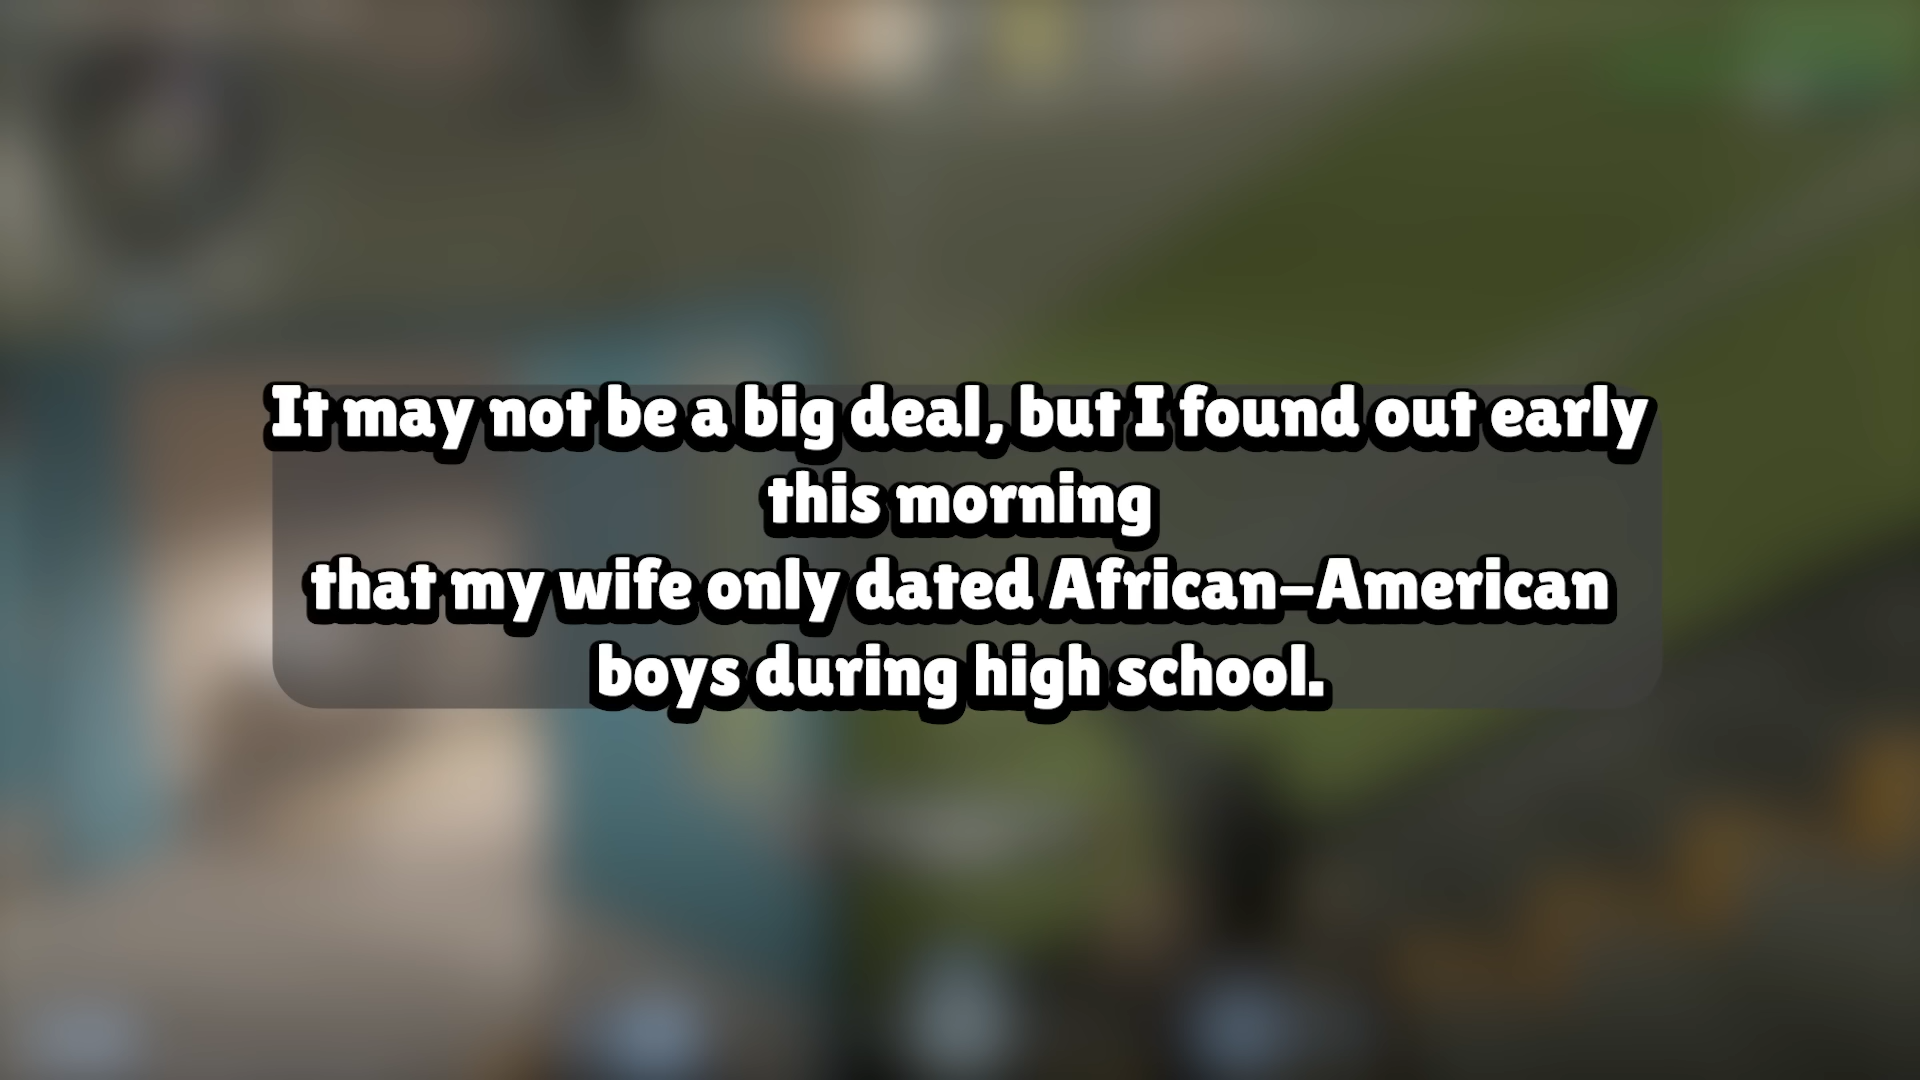 It may not be a big deal, but I found out early
this morning
that my wife only dated African-American
boys during high school.